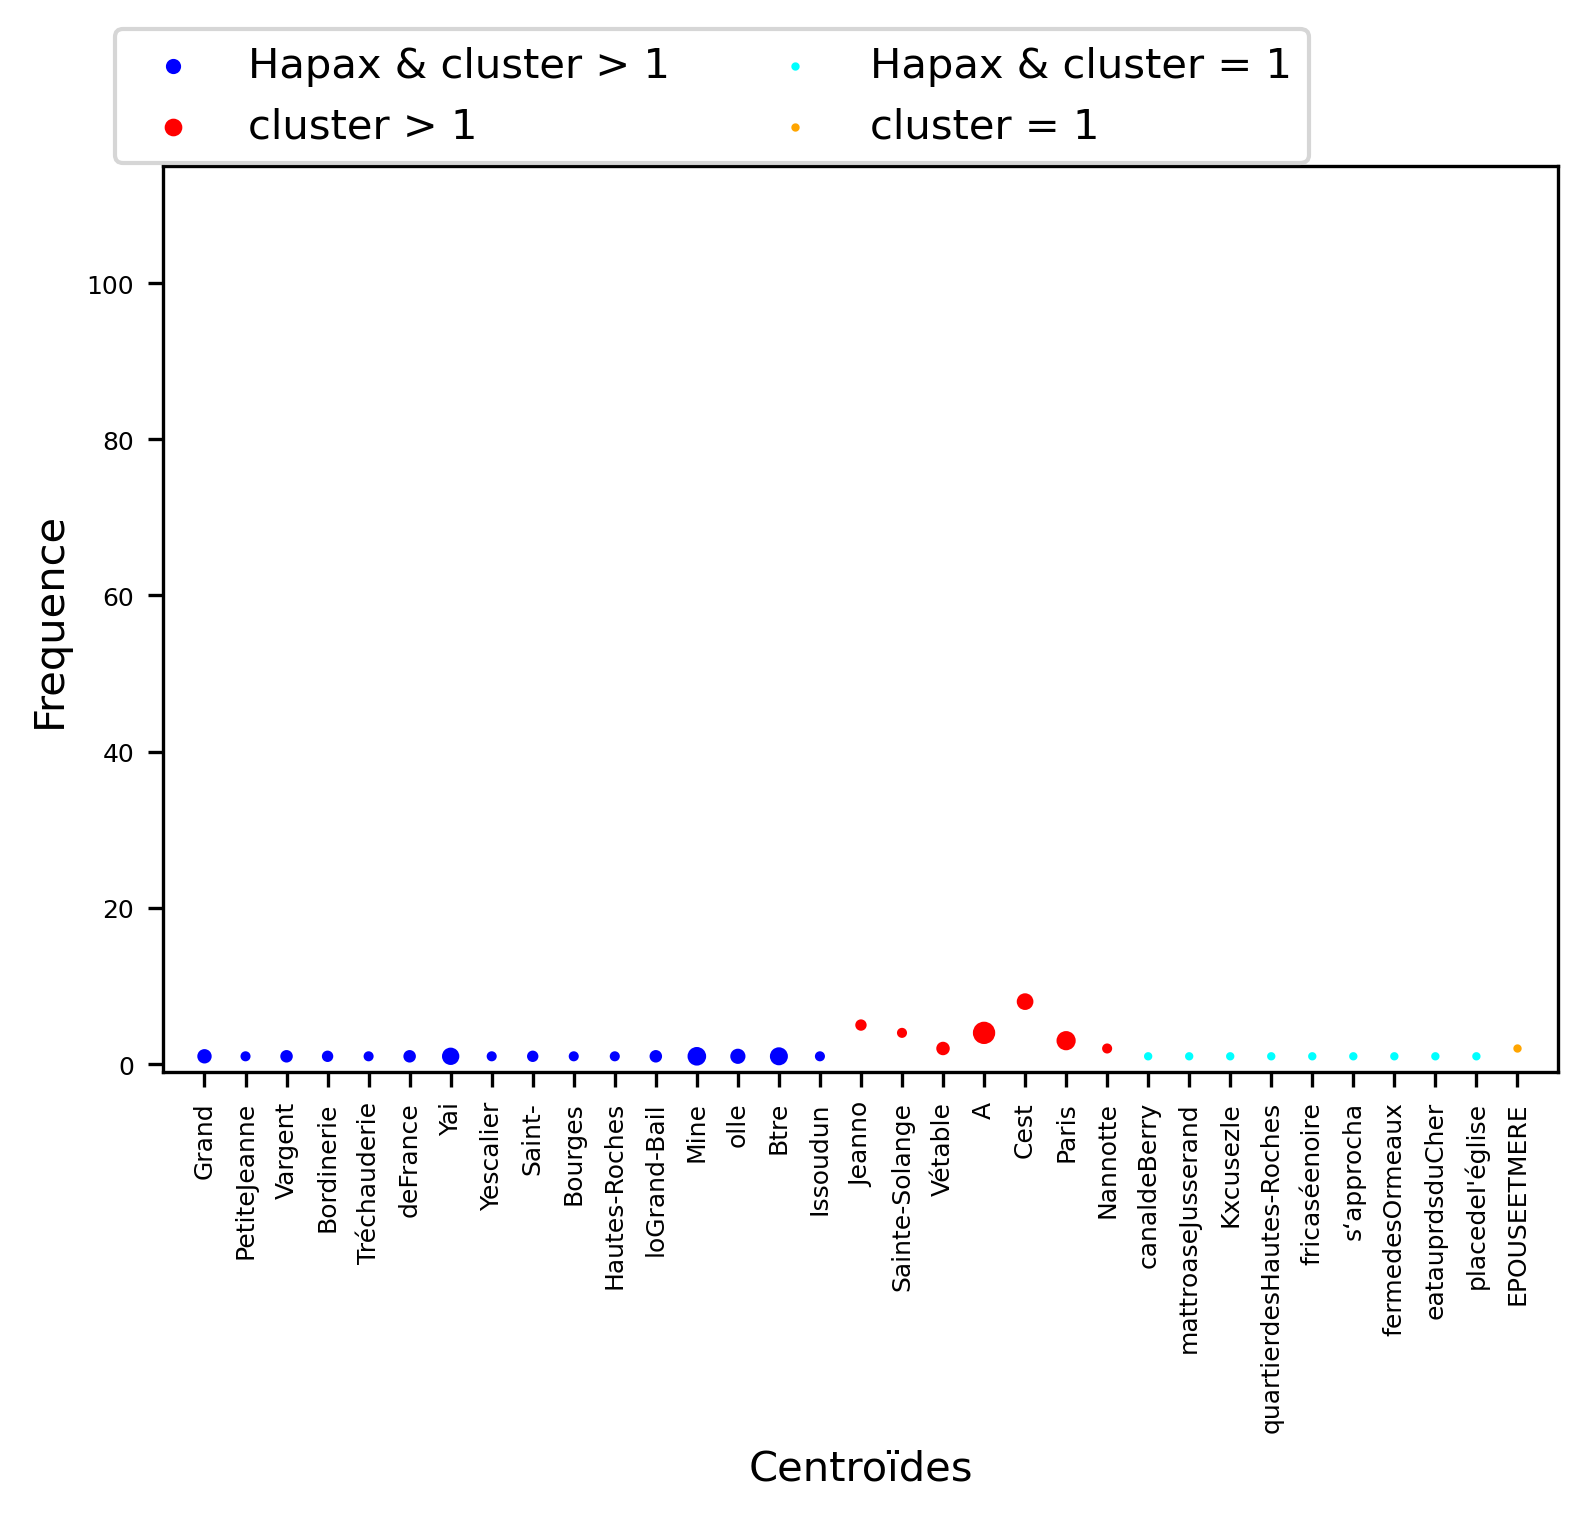 Hapax & cluster > 1
Hapax & cluster = 1
cluster > 1
cluster = 1
Frequence
100
80
60
40
20
0
Grand
PetiteJeanne
Vargent
Bordinerie
Tréchauderie
deFrance
Yai
Yescalier
Saint-
Bourges
Hautes-Roches
loGrand-Bail
Mine
olle
Btre
Issoudun
Jeanno
Sainte-Solange
Vétable
A
Cest
Paris
Nannotte
canaldeBerry
mattroaseJusserand
Kxcusezle
quartierdesHautes-Roches
fricaséenoire
s‘approcha
fermedesOrmeaux
eatauprdsduCher
placedel'église
EPOUSEETMERE
Centroïdes